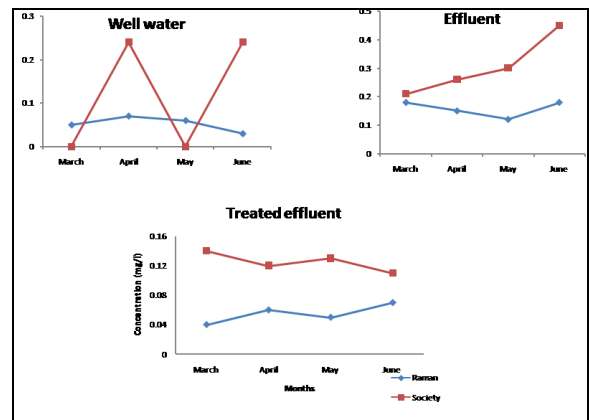 Well water
0.3
0.2
0.1
0
March April May June
Effluent
0.5
0.4
0.3
0.2
0.1
0
March April May June
Treated effluent
0.16
0.12
0.08
0.04
0
Concentration (mg/l)
March April May June
Months
Raman
Society